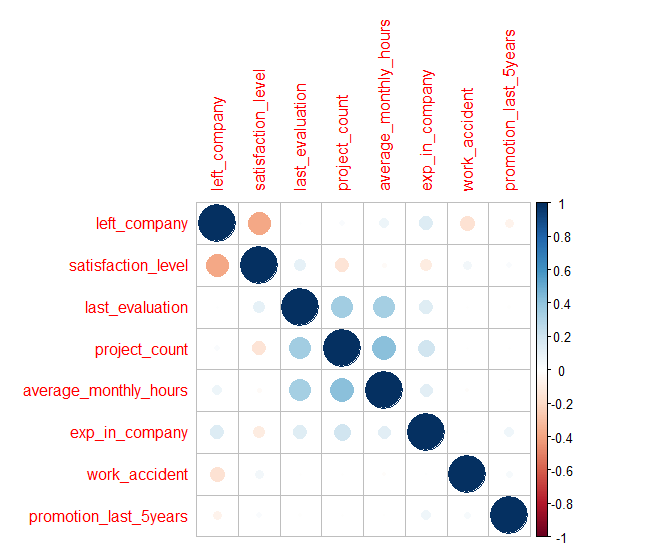 left_company
satisfaction_level
last_evaluation
project_count
average_monthly_hours
exp_in_company
work_accident
promotion_last_5years
left_company
satisfaction_level
last_evaluation
project_count
average_monthly_hours
exp_in_company
work_accident
promotion_last_5years
1
0.8
0.6
0.4
0.2
0
-0.2
-0.4
-0.6
-0.8
-1